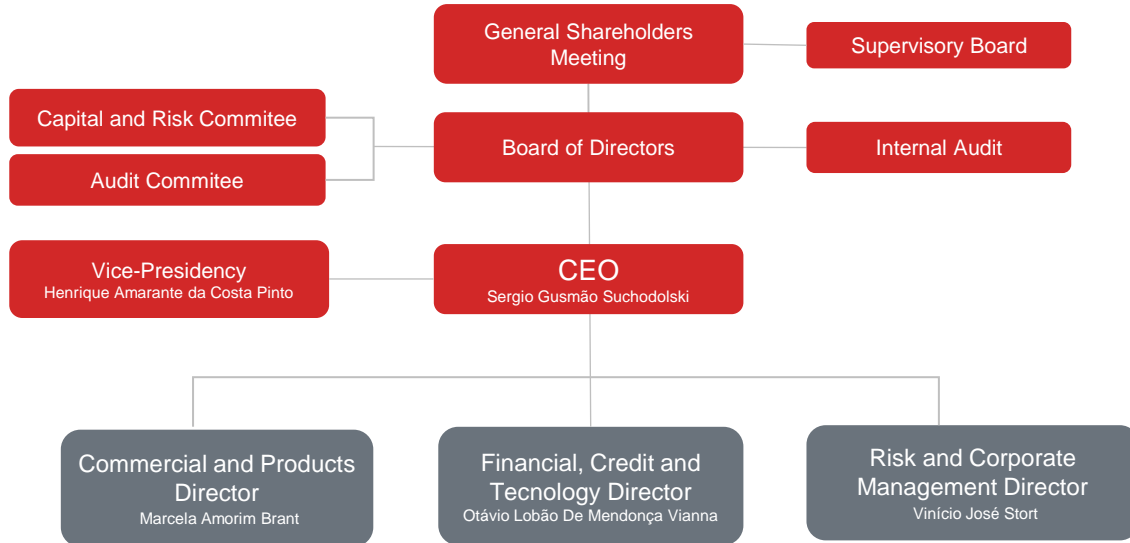 General Shareholders
Meeting
Supervisory Board
Capital and Risk Commitee
Board of Directors
Internal Audit
Audit Commitee
Vice-Presidency
Henrique Amarante da Costa Pinto
CEO
Sergio Gusmão Suchodolski
Commercial and Products
Director
Marcela Amorim Brant
Financial, Credit and
Tecnology Director
Otávio Lobão De Mendonça Vianna
Risk and Corporate
Management Director
Vinício José Stort